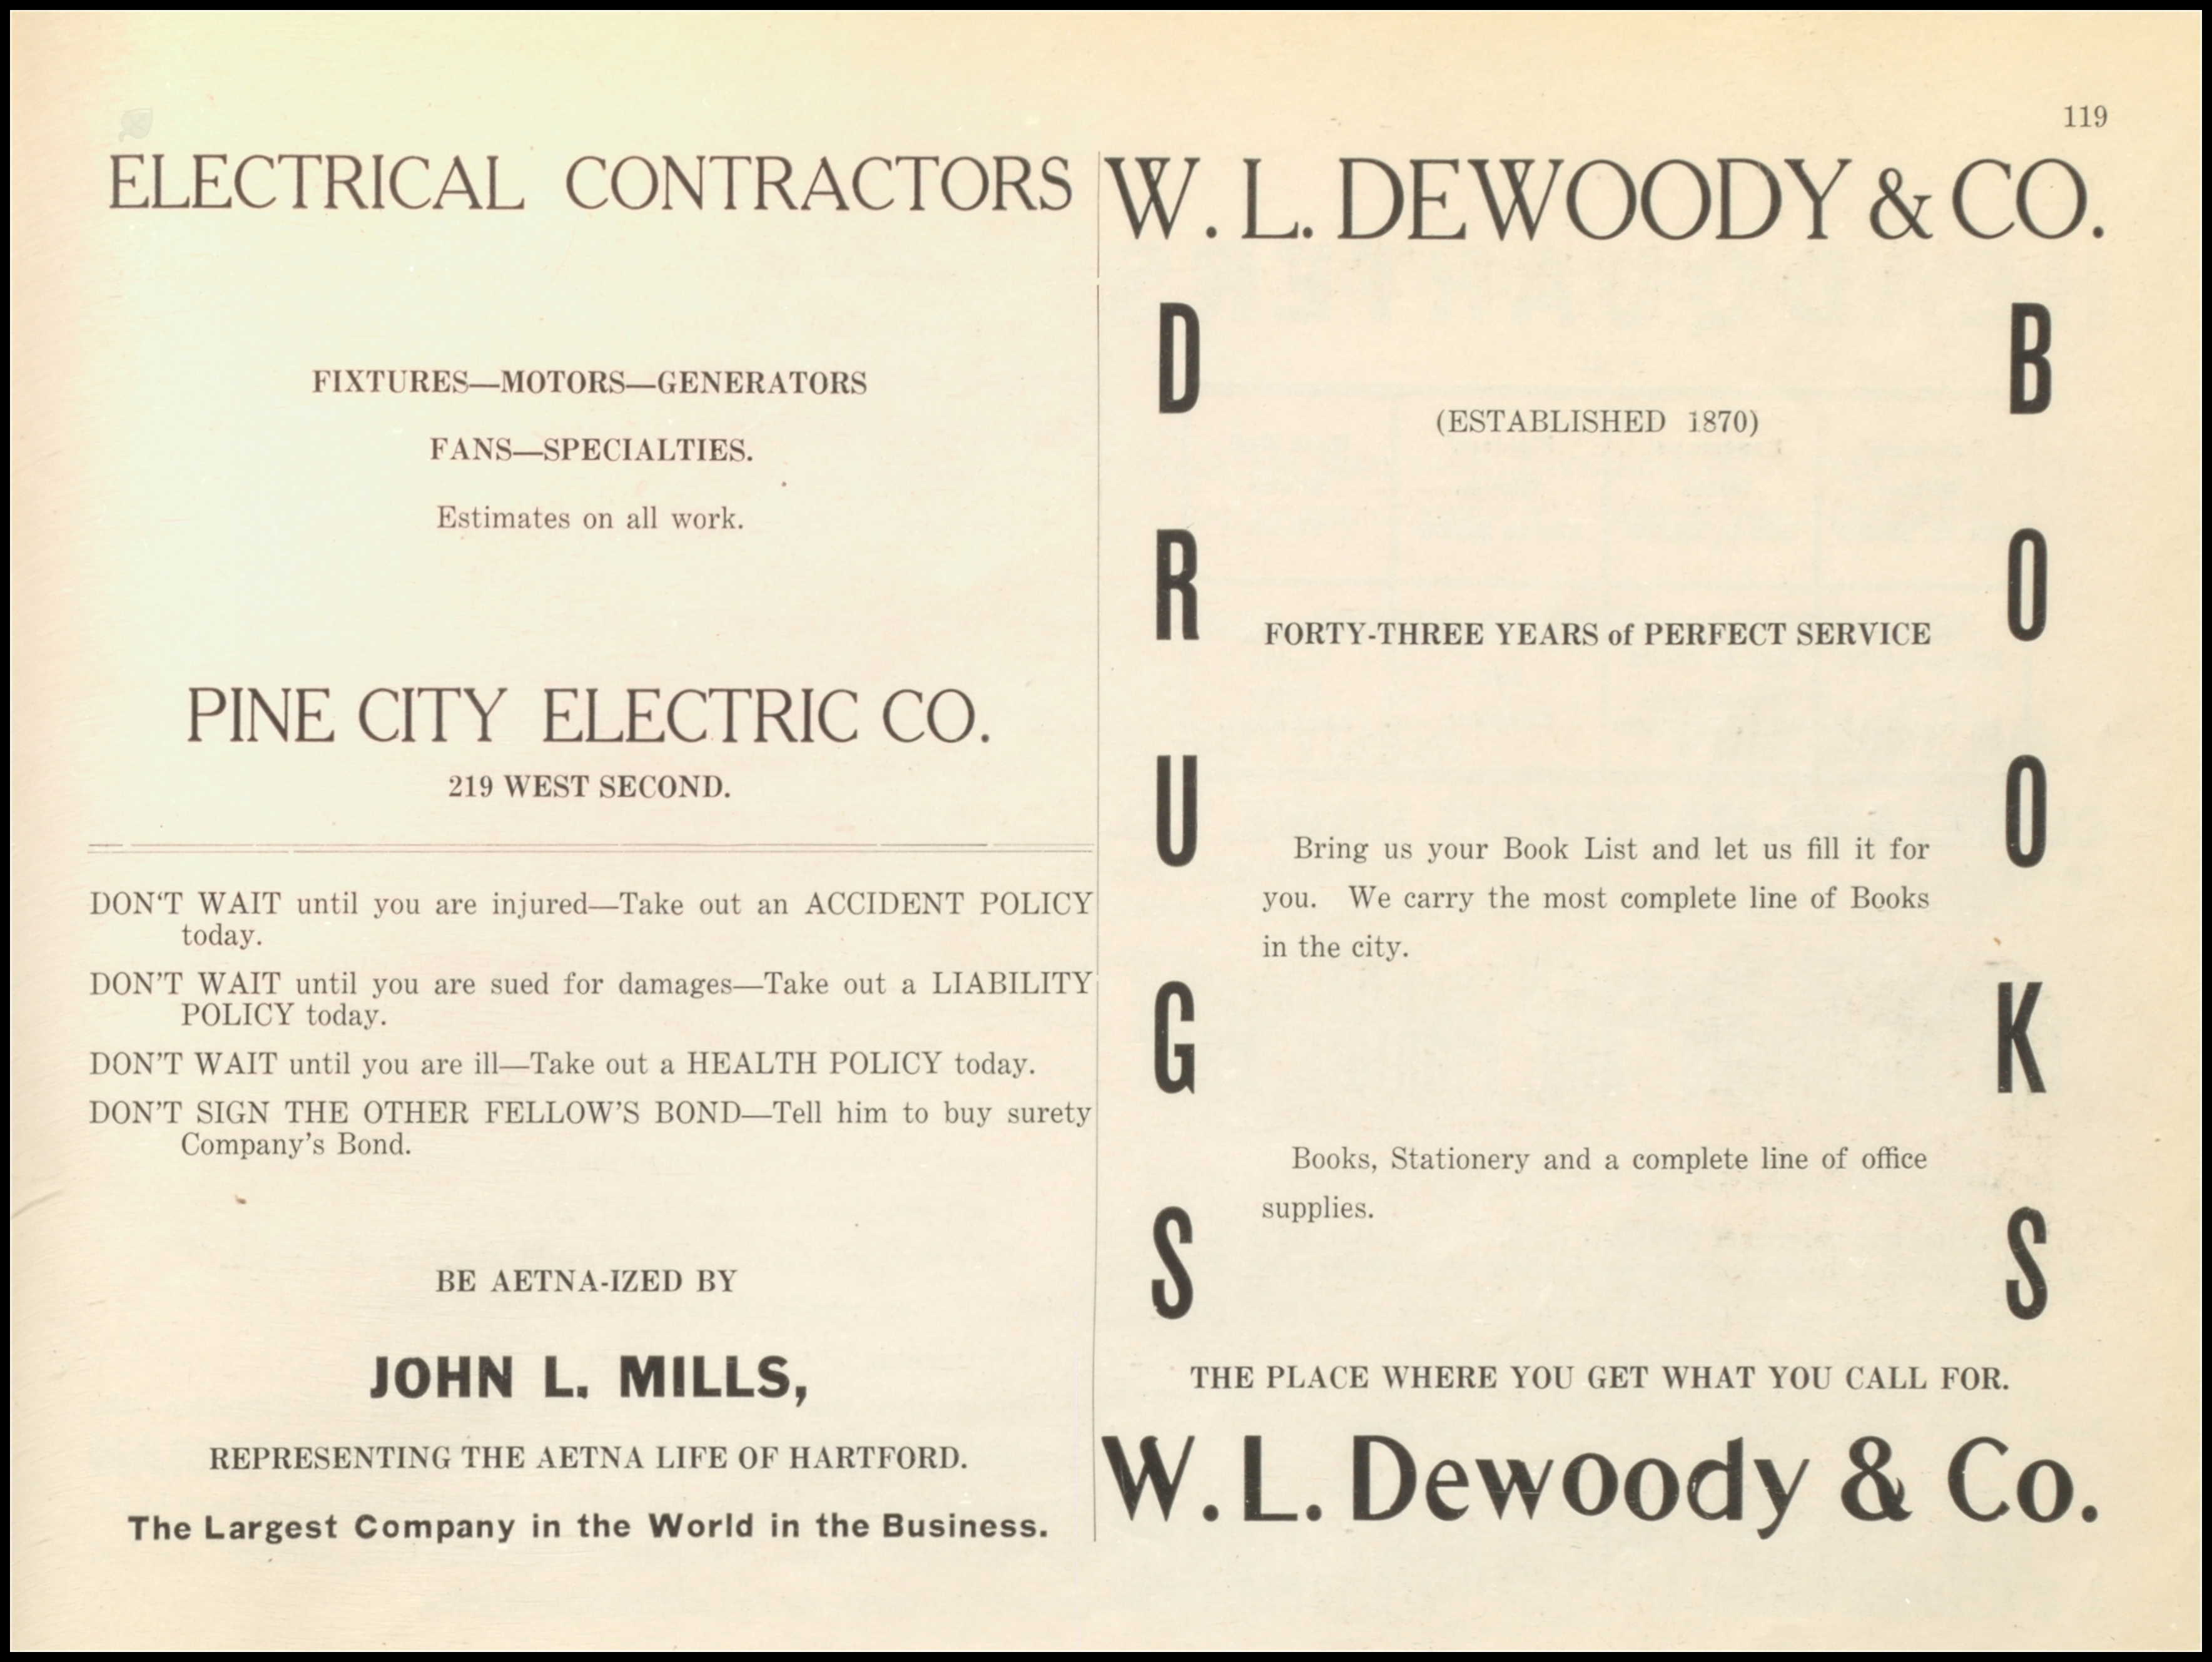 119
ELECTRICAL CONTRACTORS
FIXTURES—MOTORS—GENERATORS
FANS—SPECIALTIES.
Estimates on all work.
PINE CITY ELECTRIC CO.
219 WEST SECOND.
DON‘T WAIT until you are injured—Take out an ACCIDENT POLICY
today.
DON’T WAIT until you are sued for damages—Take out a LIABILITY
POLICY today.
DON’T WAIT until you are ill—Take out a HEALTH POLICY today.
DON’T SIGN THE OTHER FELLOW’S BOND—Tell him to buy surety
Company’s Bond.
BE AETNA-IZED BY
JOHN L. MILLS,
REPRESENTING THE AETNA LIFE OF HARTFORD.
The Largest Company in the World in the Business.
W. L. DEWOODY & CO.
DRUGS
BOOKS
(ESTABLISHED 1870)
FORTY-THREE YEARS of PERFECT SERVICE
Bring us your Book List and let us fill it for
you. We carry the most complete line of Books
in the city.
Books, Stationery and a complete line of office
supplies.
THE PLACE WHERE YOU GET WHAT YOU CALL FOR.
W. L. Dewoody & Co.